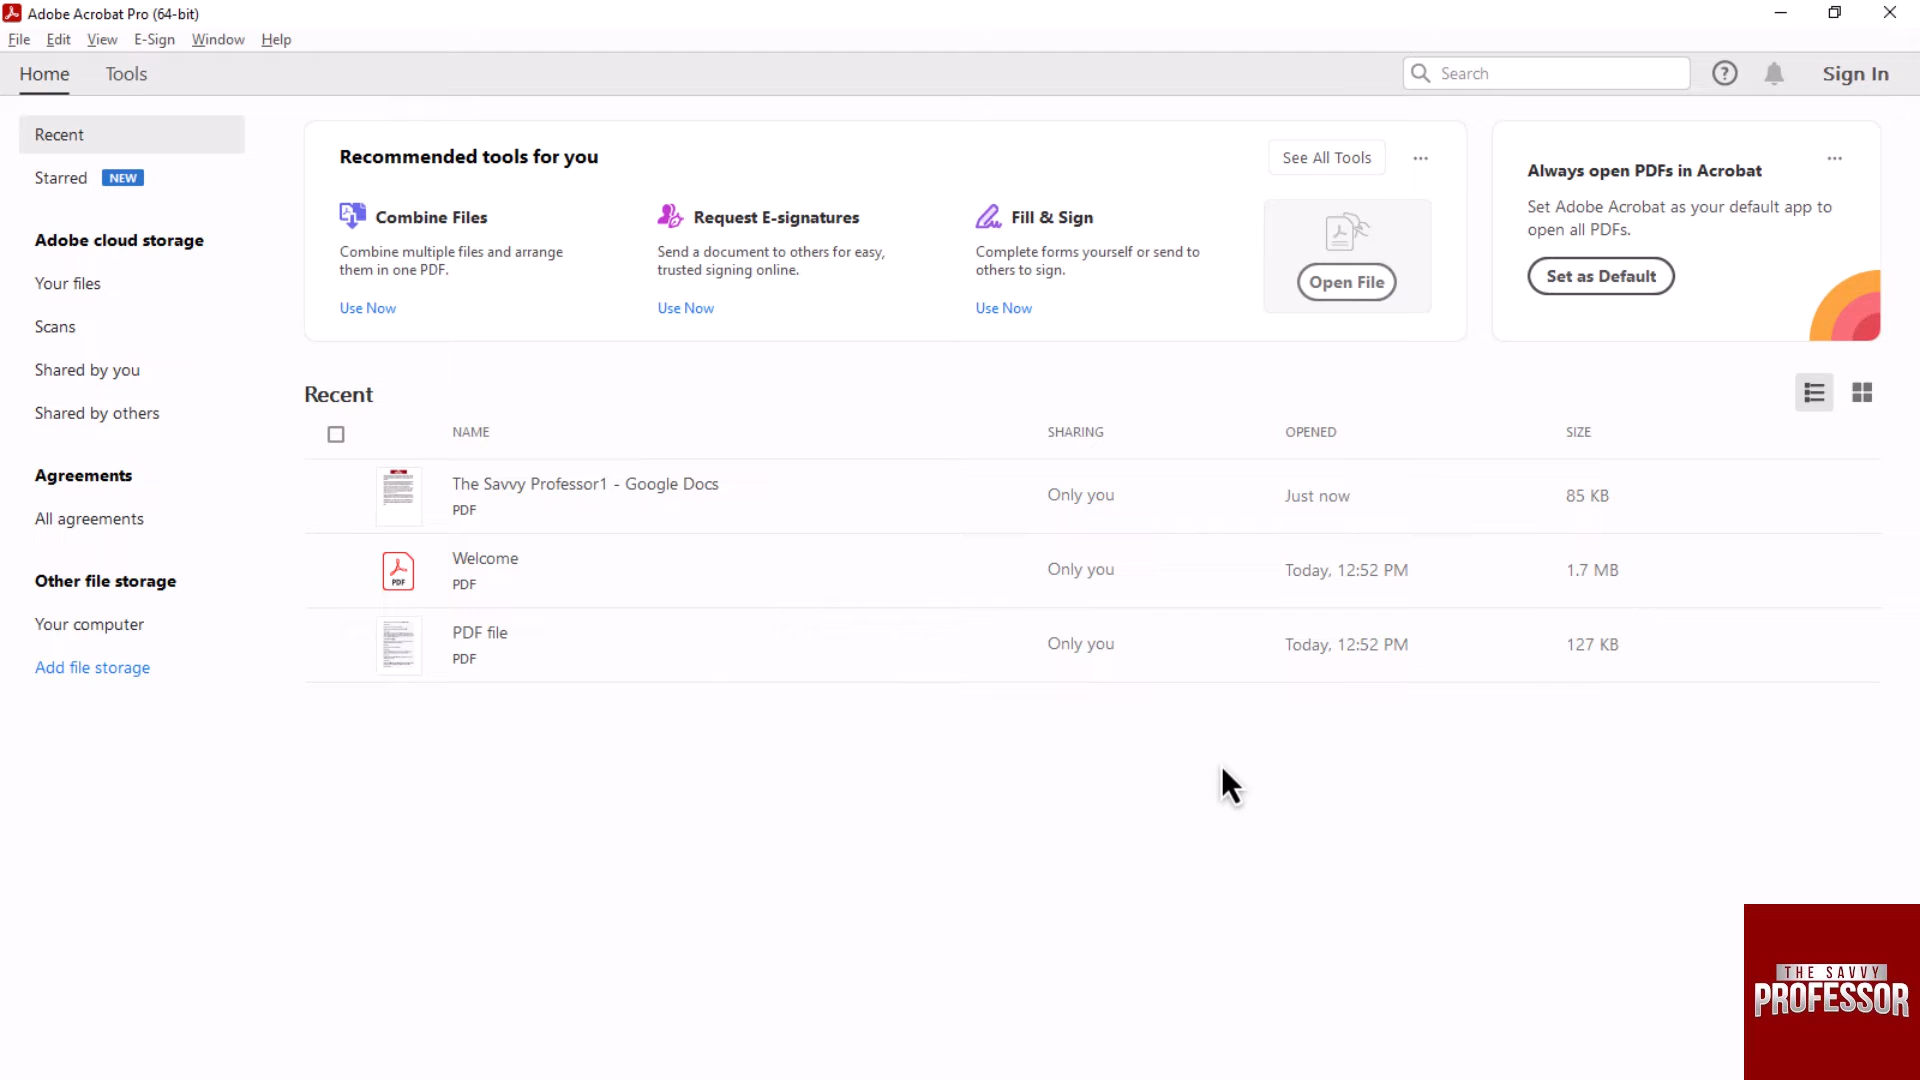 Adobe Acrobat Pro (64-bit)
File Edit View E-Sign Window Help
Home Tools Search Sign In
Recent
Starred NEW
Adobe cloud storage
Your files
Scans
Shared by you
Shared by others
Agreements
All agreements
Other file storage
Your computer
Add file storage
Recommended tools for you
See All Tools
Combine Files
Combine multiple files and arrange
them in one PDF.
Use Now
Request E-signatures
Send a document to others for easy,
trusted signing online.
Use Now
Fill & Sign
Complete forms yourself or send to
others to sign.
Use Now
Open File
Always open PDFs in Acrobat
Set Adobe Acrobat as your default app to
open all PDFs.
Set as Default
Recent
NAME SHARING OPENED SIZE
The Savvy Professor1 - Google Docs
PDF
Only you Just now 85 KB
PDF
Welcome
PDF
Only you Today, 12:52 PM 1.7 MB
PDF file
PDF
Only you Today, 12:52 PM 127 KB
THE SAVVY
PROFESSOR